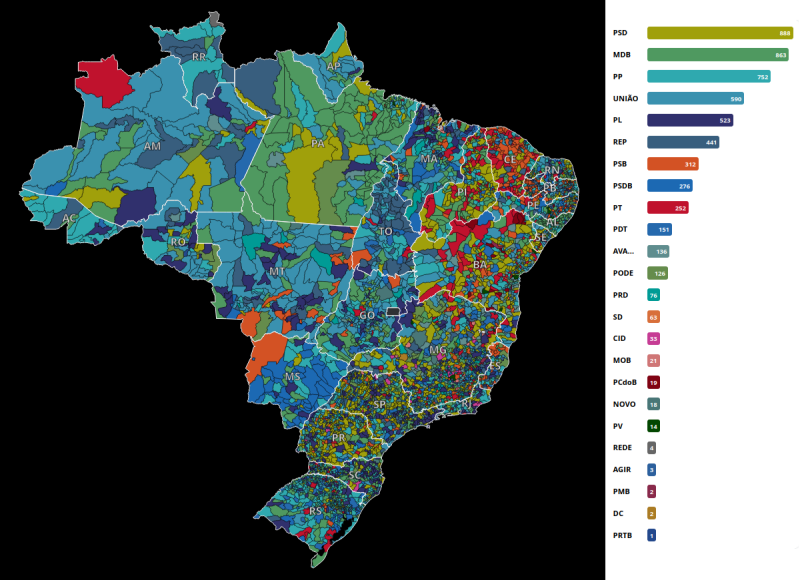 RR
AP
AM
PA
MA
CE
RN
PB
PI
PE
AC
AL
SE
TO
RO
BA
MT
GO
MG
ES
MS
SP
RJ
PR
SC
RS
PSD 888
MDB 863
PP 752
UNIÃO 590
PL 523
REP 441
PSB 312
PSDB 276
PT 252
PDT 151
AVA... 136
PODE 126
PRD 76
SD 63
CID 33
MOB 21
PCdoB 19
NOVO 18
PV 14
REDE 4
AGIR 3
PMB 2
DC 2
PRTB 1